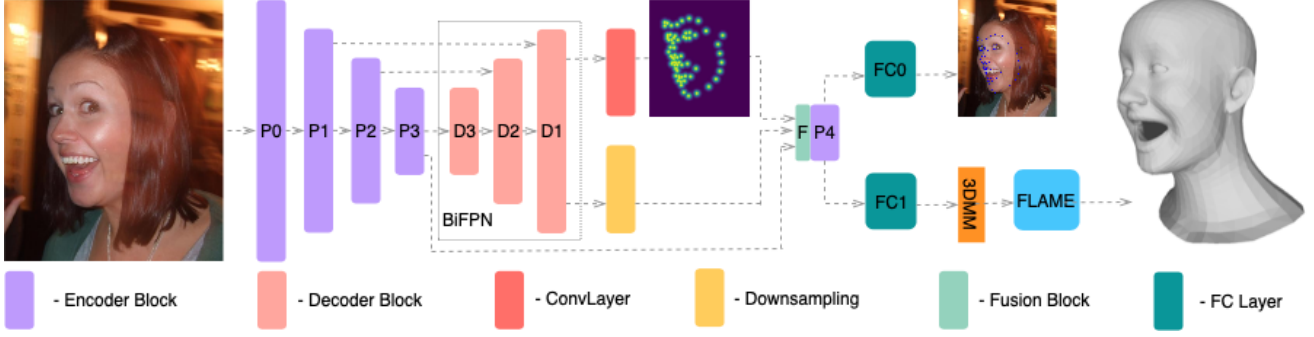 P0
P1
P2
P3
D3
D2
D1
BiFPN
F
P4
FC0
FC1
3DMM
FLAME
- Encoder Block
- Decoder Block
- ConvLayer
- Downsampling
- Fusion Block
- FC Layer